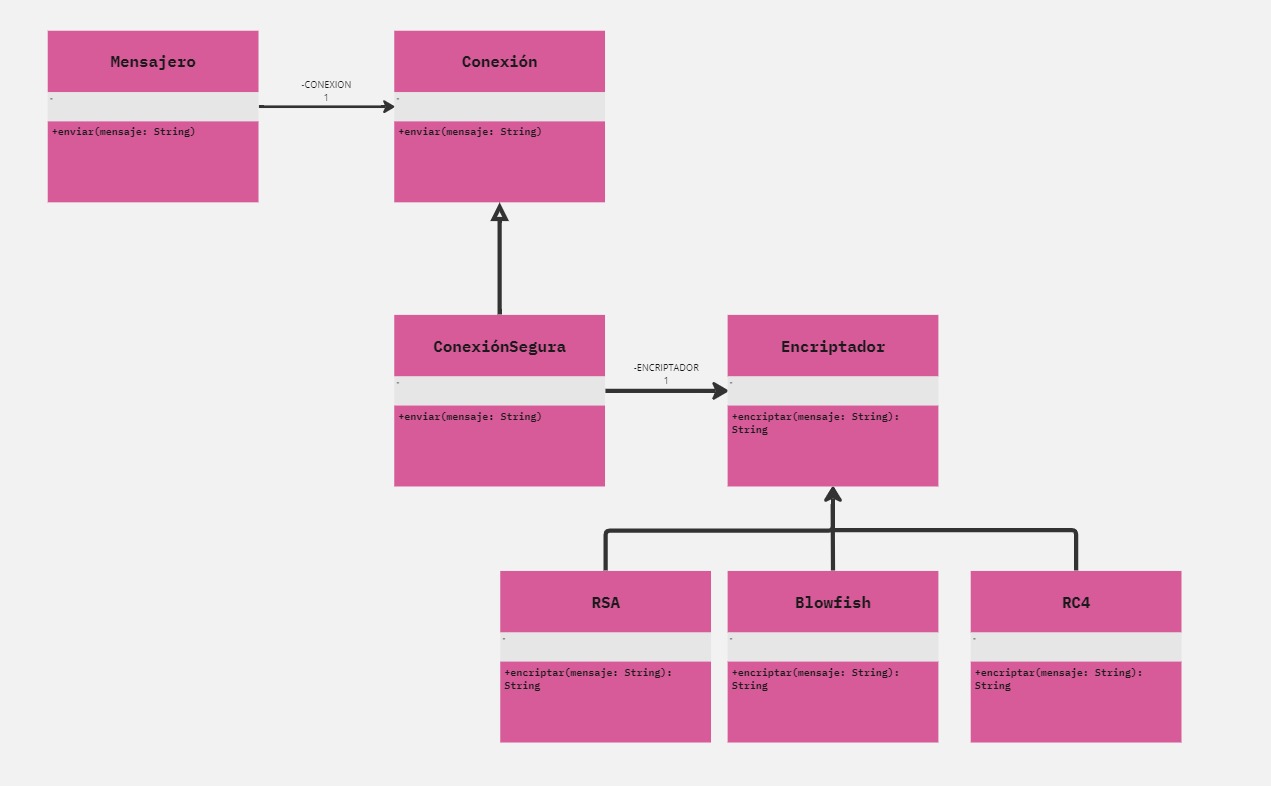 Mensajero
-
+enviar(mensaje: String)
-CONEXION
1
Conexión
-
+enviar(mensaje: String)
ConexiónSegura
-
+enviar(mensaje: String)
-ENCRIPTADOR
1
Encriptador
-
+encriptar(mensaje: String):
String
RSA
-
+encriptar(mensaje: String):
String
Blowfish
-
+encriptar(mensaje: String):
String
RC4
-
+encriptar(mensaje: String):
String